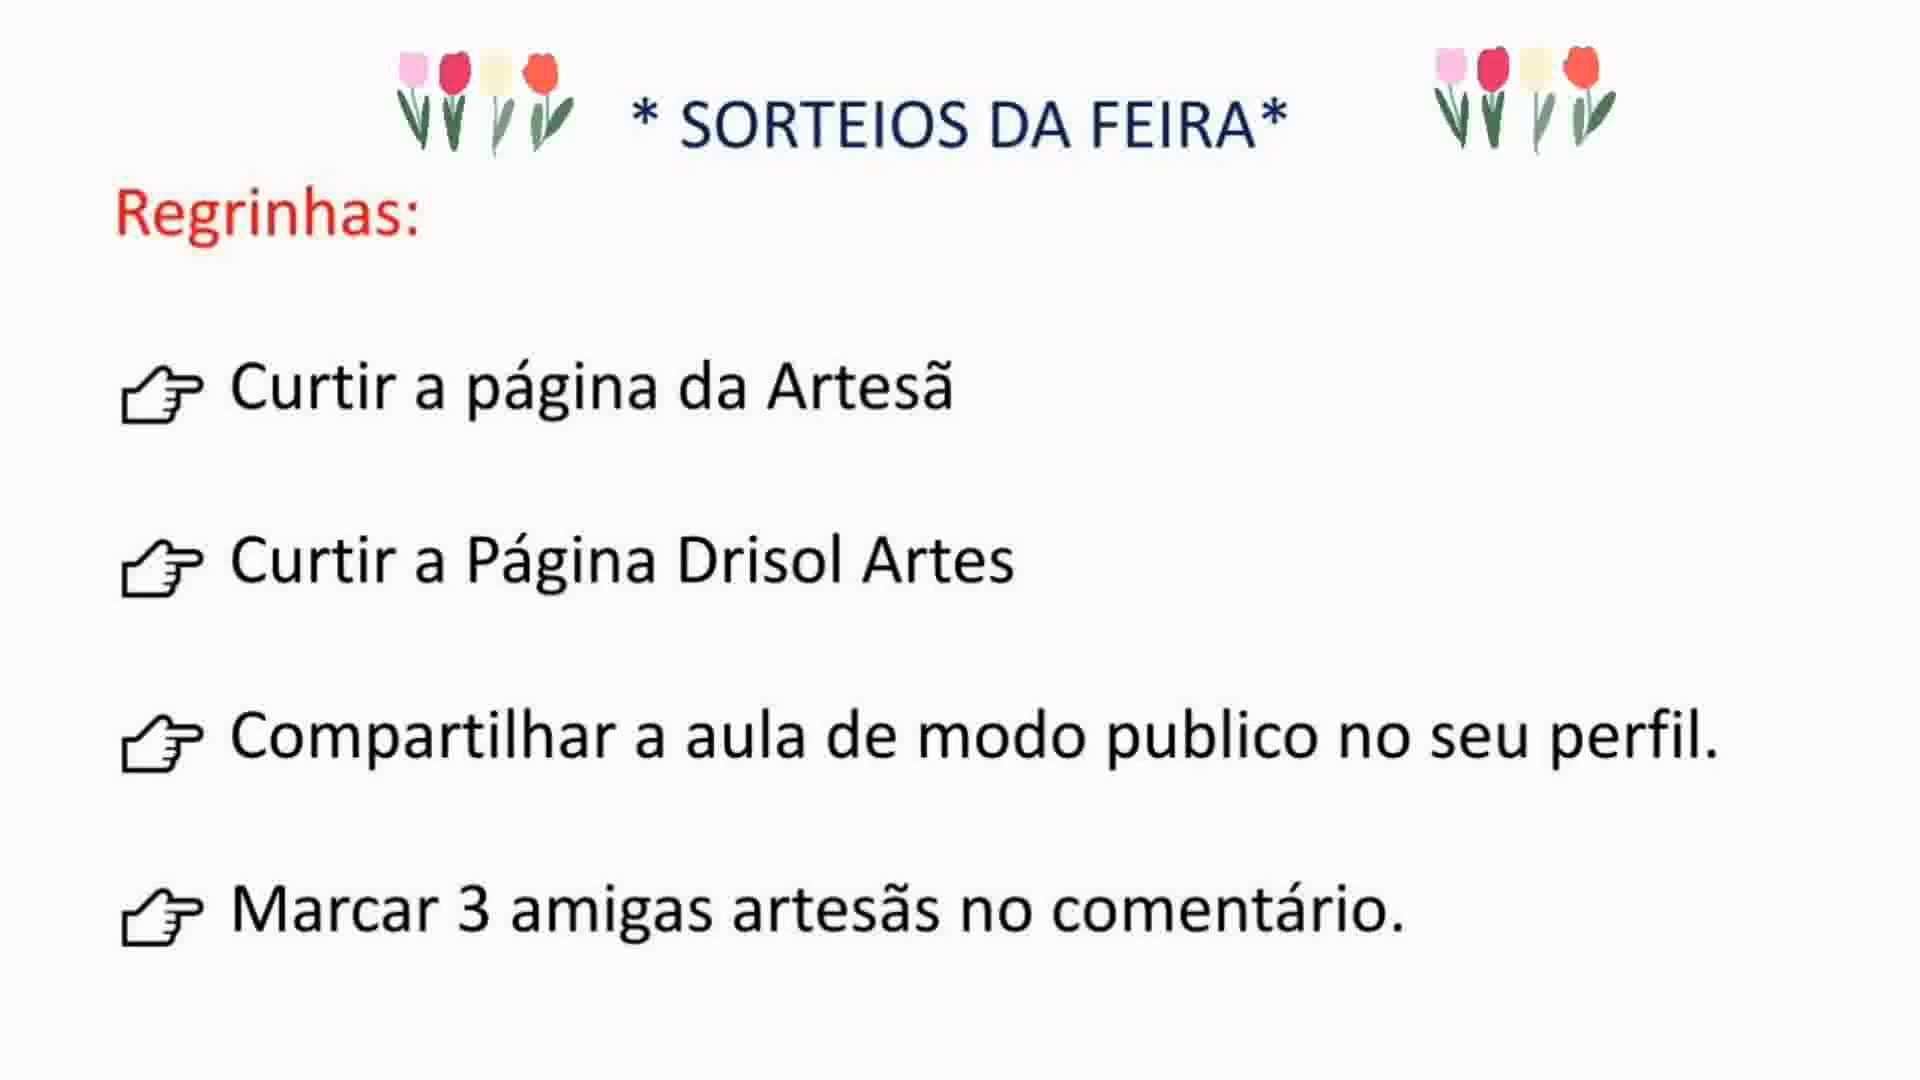 * SORTEIOS DA FEIRA*
Regrinhas:
Curtir a página da Artesã
Curtir a Página Drisol Artes
Compartilhar a aula de modo publico no seu perfil.
Marcar 3 amigas artesãs no comentário.